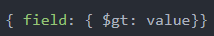 { field: { $gt: value}}